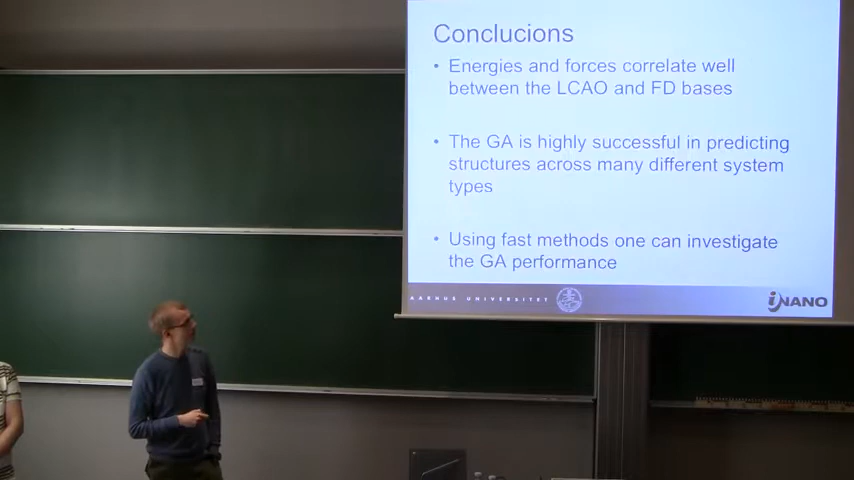 Conclucions
• Energies and forces correlate well
between the LCAO and FD bases
• The GA is highly successful in predicting
structures across many different system
types
• Using fast methods one can investigate
the GA performance
AARHUS UNIVERSITET
iNANO